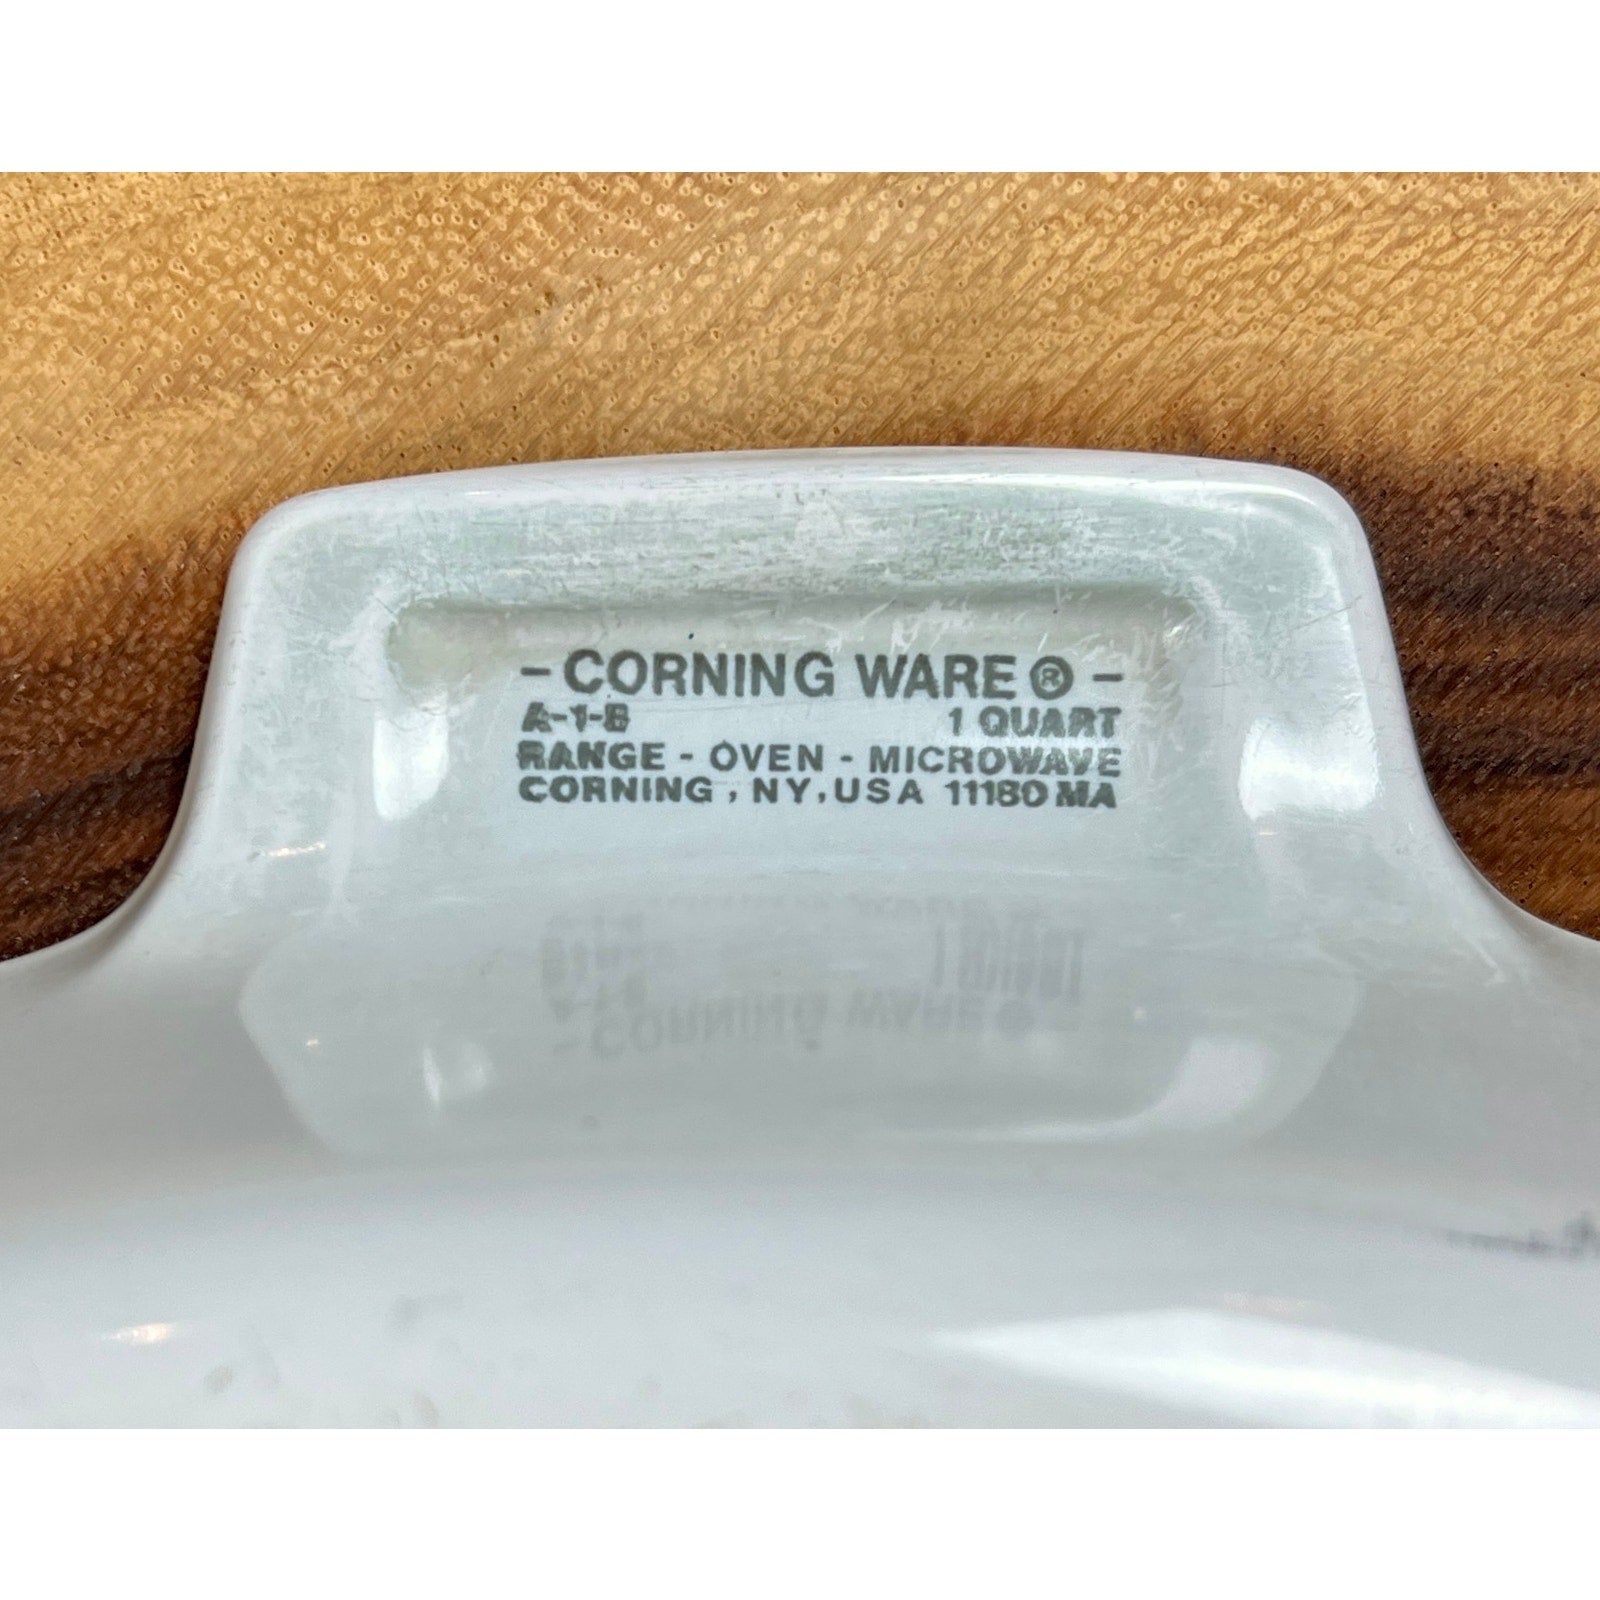 - CORNING WARE ® -
A-1-B 1 QUART
RANGE - OVEN - MICROWAVE
CORNING , NY, USA 11180 MA